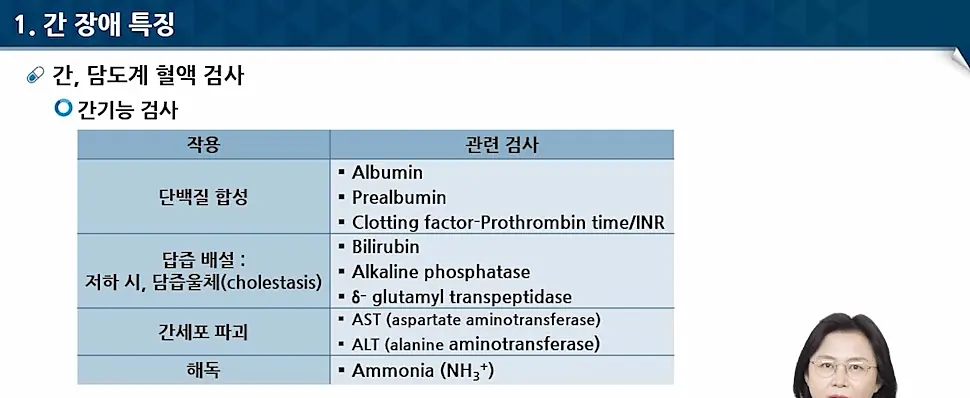 1. 간 장애 특징
간, 담도계 혈액 검사
간기능 검사
작용
관련 검사
단백질 합성
▪ Albumin
▪ Prealbumin
▪ Clotting factor-Prothrombin time/INR
답즙 배설 :
저하 시, 담즙울체(cholestasis)
▪ Bilirubin
▪ Alkaline phosphatase
▪ δ- glutamyl transpeptidase
간세포 파괴
▪ AST (aspartate aminotransferase)
▪ ALT (alanine aminotransferase)
해독
▪ Ammonia (NH₃⁺)